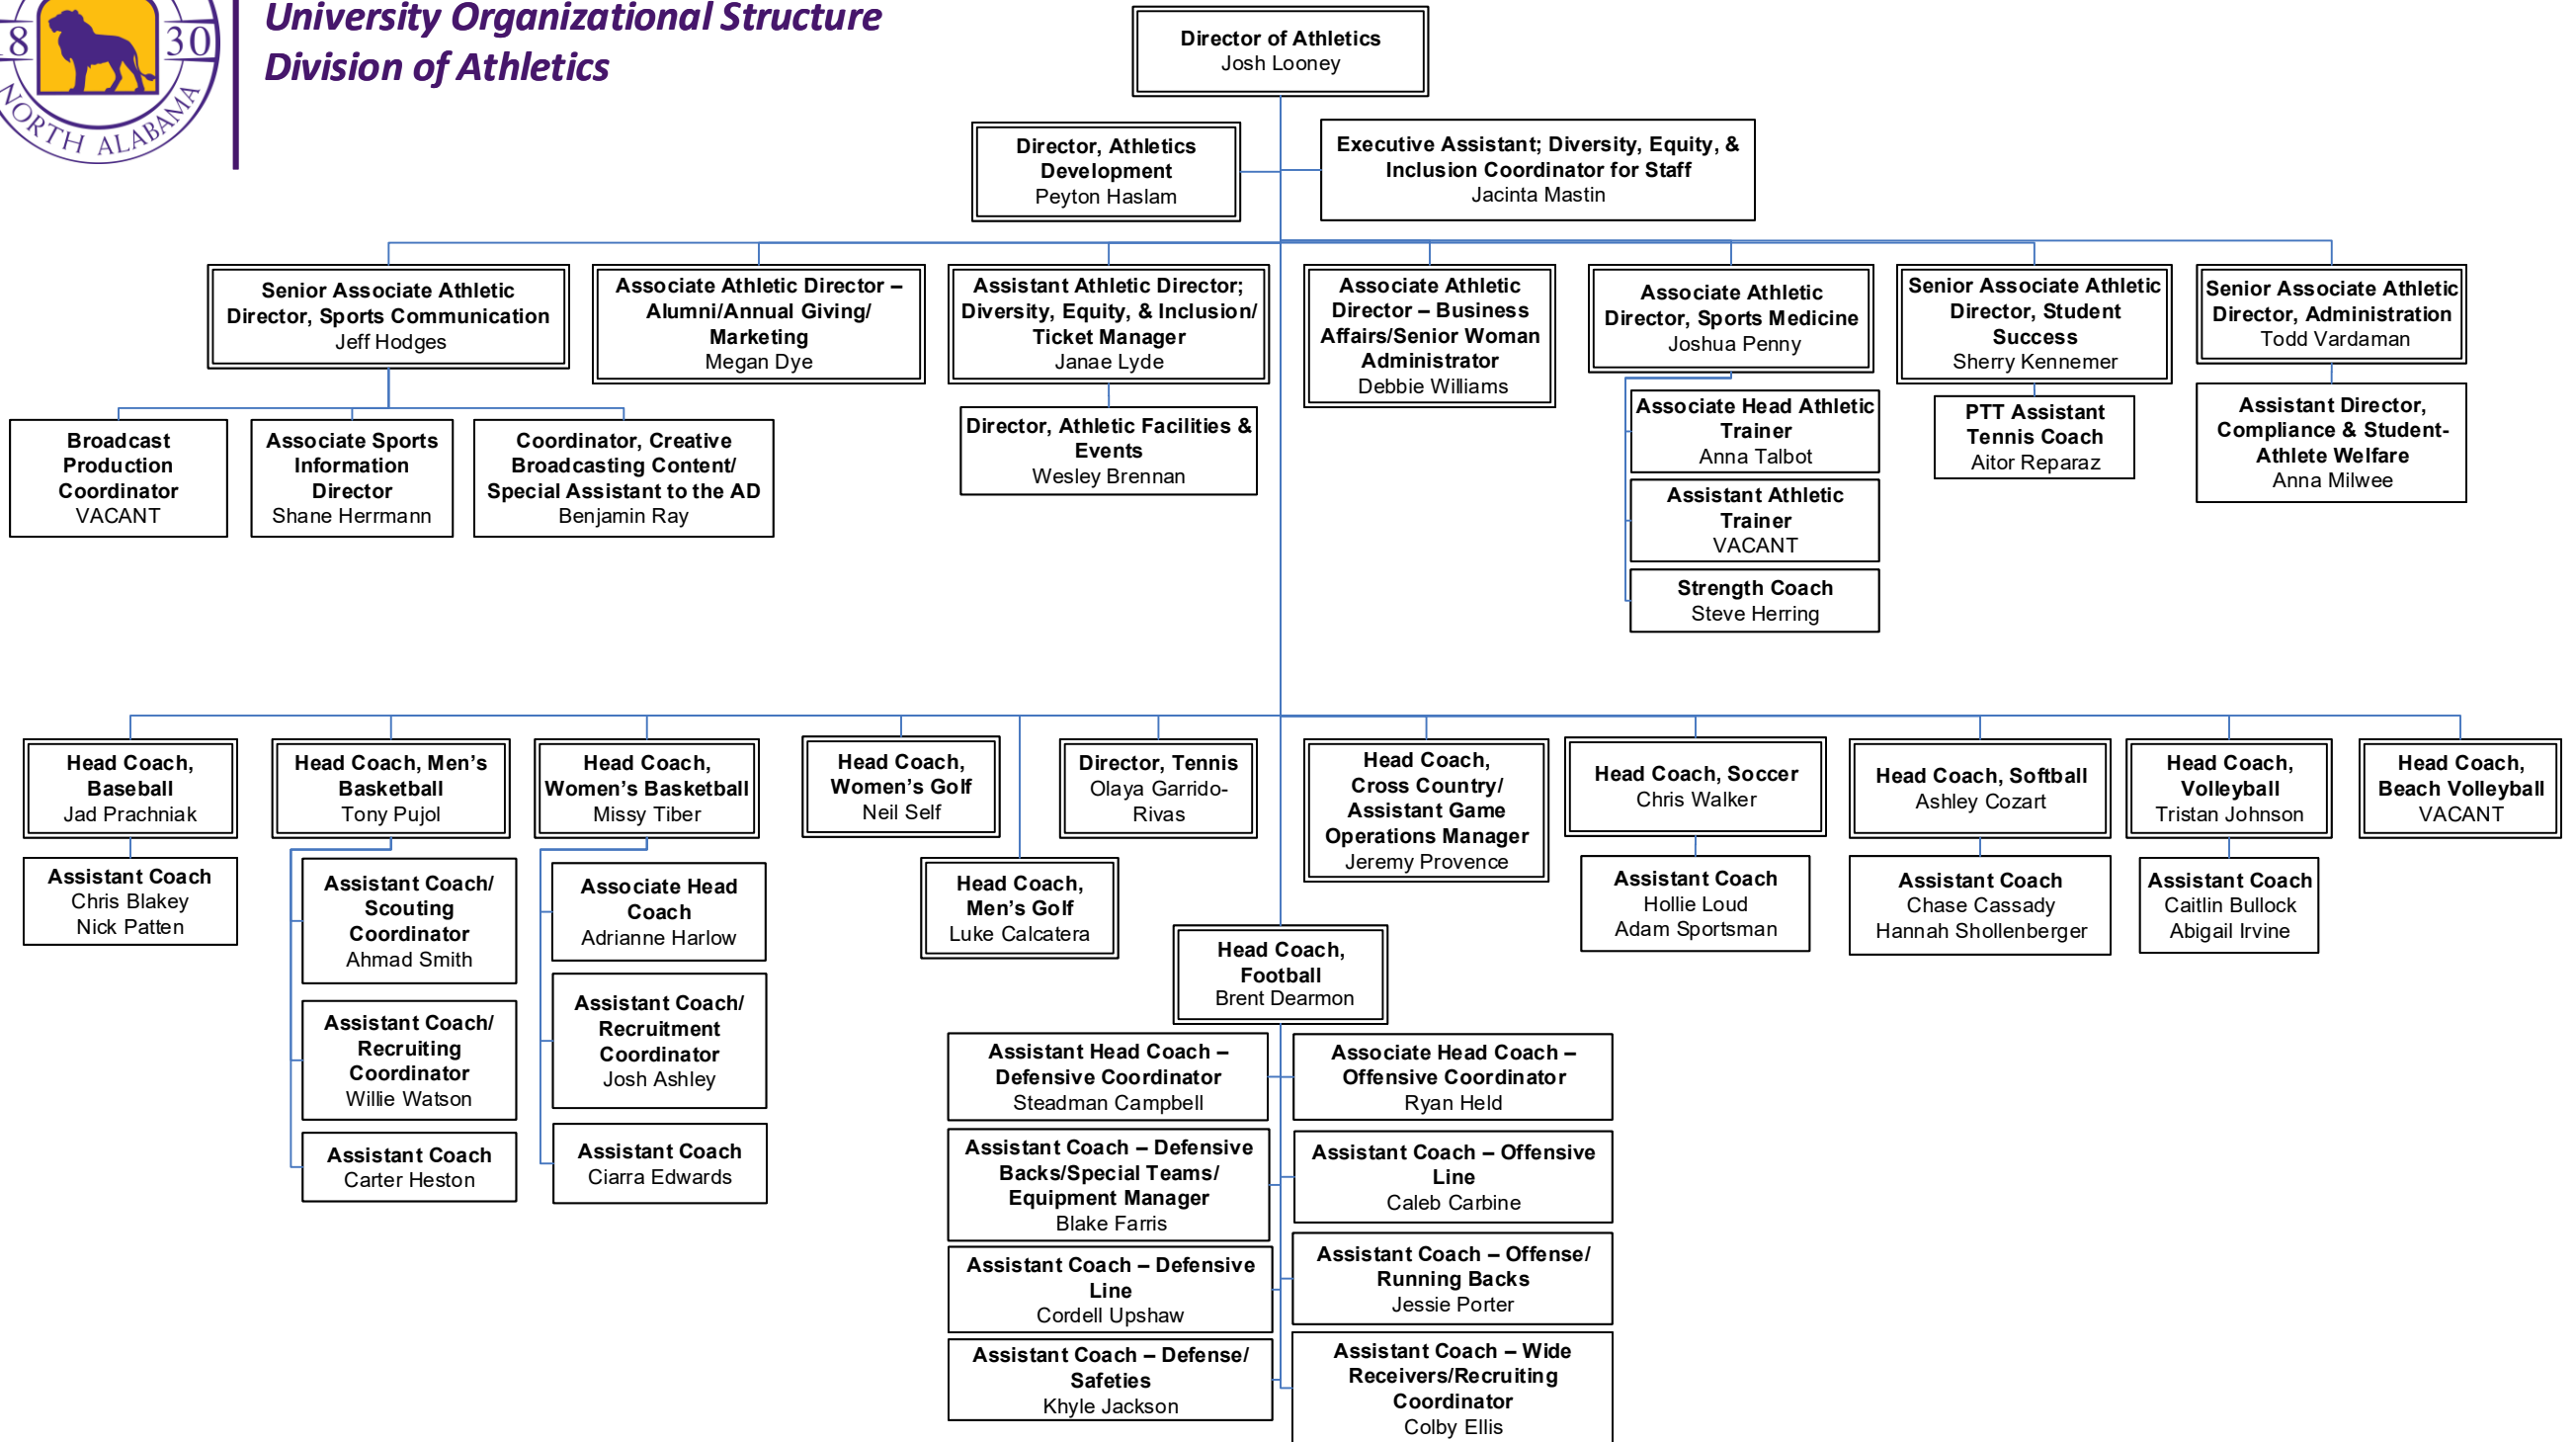 University Organizational Structure
Division of Athletics
18 30
NORTH ALABAMA
Director of Athletics
Josh Looney
Director, Athletics
Development
Peyton Haslam
Executive Assistant; Diversity, Equity, &
Inclusion Coordinator for Staff
Jacinta Mastin
Senior Associate Athletic
Director, Sports Communication
Jeff Hodges
Associate Athletic Director –
Alumni/Annual Giving/
Marketing
Megan Dye
Assistant Athletic Director;
Diversity, Equity, & Inclusion/
Ticket Manager
Janae Lyde
Associate Athletic
Director – Business
Affairs/Senior Woman
Administrator
Debbie Williams
Associate Athletic
Director, Sports Medicine
Joshua Penny
Senior Associate Athletic
Director, Student
Success
Sherry Kennemer
Senior Associate Athletic
Director, Administration
Todd Vardaman
Broadcast
Production
Coordinator
VACANT
Associate Sports
Information
Director
Shane Herrmann
Coordinator, Creative
Broadcasting Content/
Special Assistant to the AD
Benjamin Ray
Director, Athletic Facilities &
Events
Wesley Brennan
Associate Head Athletic
Trainer
Anna Talbot
Assistant Athletic
Trainer
VACANT
Strength Coach
Steve Herring
PTT Assistant
Tennis Coach
Aitor Reparaz
Assistant Director,
Compliance & Student-
Athlete Welfare
Anna Milwee
Head Coach,
Baseball
Jad Prachniak
Head Coach, Men's
Basketball
Tony Pujol
Head Coach,
Women's Basketball
Missy Tiber
Head Coach,
Women's Golf
Neil Self
Director, Tennis
Olaya Garrido-
Rivas
Head Coach,
Cross Country/
Assistant Game
Operations Manager
Jeremy Provence
Head Coach, Soccer
Chris Walker
Head Coach, Softball
Ashley Cozart
Head Coach,
Volleyball
Tristan Johnson
Head Coach,
Beach Volleyball
VACANT
Assistant Coach
Chris Blakey
Nick Patten
Assistant Coach/
Scouting
Coordinator
Ahmad Smith
Assistant Coach/
Recruiting
Coordinator
Willie Watson
Assistant Coach
Carter Heston
Associate Head
Coach
Adrianne Harlow
Assistant Coach/
Recruitment
Coordinator
Josh Ashley
Assistant Coach
Ciarra Edwards
Head Coach,
Men's Golf
Luke Calcatera
Assistant Coach
Hollie Loud
Adam Sportsman
Assistant Coach
Chase Cassady
Hannah Shollenberger
Assistant Coach
Caitlin Bullock
Abigail Irvine
Head Coach,
Football
Brent Dearmon
Assistant Head Coach –
Defensive Coordinator
Steadman Campbell
Associate Head Coach –
Offensive Coordinator
Ryan Held
Assistant Coach – Defensive
Backs/Special Teams/
Equipment Manager
Blake Farris
Assistant Coach – Offensive
Line
Caleb Carbine
Assistant Coach – Defensive
Line
Cordell Upshaw
Assistant Coach – Offense/
Running Backs
Jessie Porter
Assistant Coach – Defense/
Safeties
Khyle Jackson
Assistant Coach – Wide
Receivers/Recruiting
Coordinator
Colby Ellis